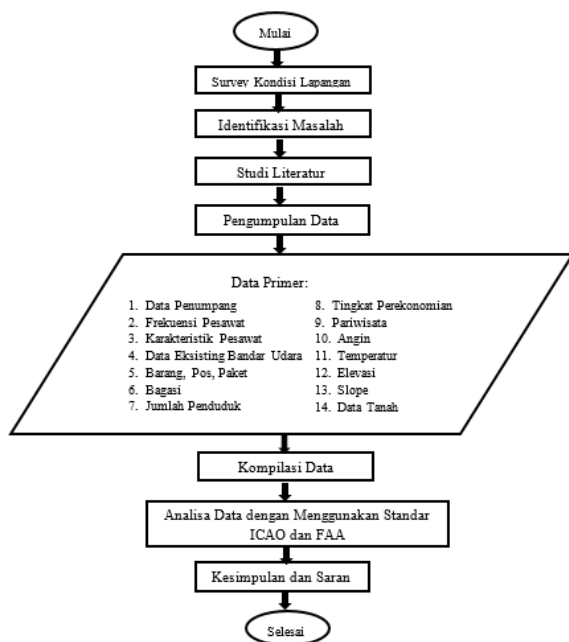 Mulai
Survey Kondisi Lapangan
Identifikasi Masalah
Studi Literatur
Pengumpulan Data
Data Primer:
1. Data Penumpang
2. Frekuensi Pesawat
3. Karakteristik Pesawat
4. Data Eksisting Bandar Udara
5. Barang, Pos, Paket
6. Bagasi
7. Jumlah Penduduk
8. Tingkat Perekonomian
9. Pariwisata
10. Angin
11. Temperatur
12. Elevasi
13. Slope
14. Data Tanah
Kompilasi Data
Analisa Data dengan Menggunakan Standar
ICAO dan FAA
Kesimpulan dan Saran
Selesai